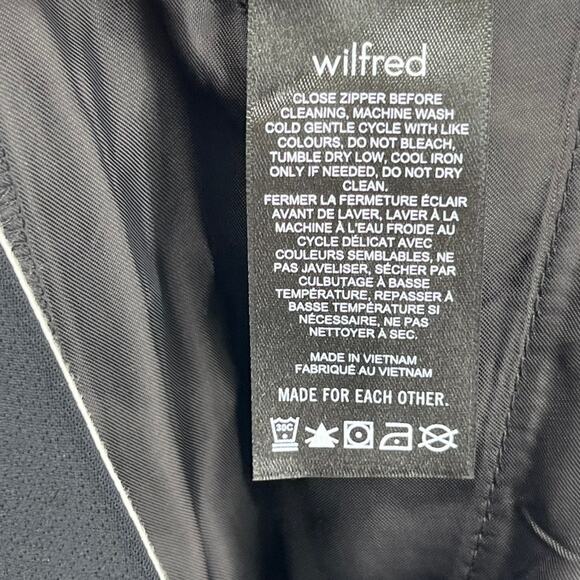 wilfred
CLOSE ZIPPER BEFORE
CLEANING, MACHINE WASH
COLD GENTLE CYCLE WITH LIKE
COLOURS, DO NOT BLEACH,
TUMBLE DRY LOW, COOL IRON
ONLY IF NEEDED, DO NOT DRY
CLEAN.
FERMER LA FERMETURE ÉCLAIR
AVANT DE LAVER, LAVER À LA
MACHINE À L'EAU FROIDE AU
CYCLE DÉLICAT AVEC
COULEURS SEMBLABLES, NE
PAS JAVELISER, SÉCHER PAR
CULBUTAGE À BASSE
TEMPÉRATURE, REPASSER À
BASSE TEMPÉRATURE SI
NÉCESSAIRE, NE PAS
NETTOYER À SEC.
MADE IN VIETNAM
FABRIQUÉ AU VIETNAM
MADE FOR EACH OTHER.
30C